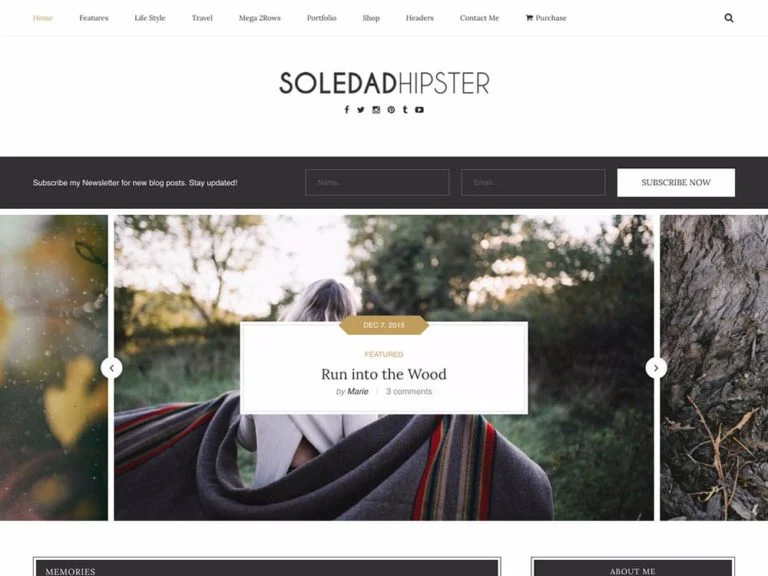 Home Features Life Style Travel Mega 2Rows Portfolio Shop Headers Contact Me Purchase
SOLEDADHIPSTER
Subscribe my Newsletter for new blog posts. Stay updated! Name.. Email... SUBSCRIBE NOW
DEC 7, 2015
FEATURED
Run into the Wood
by Marie 3 comments
MEMORIES ABOUT ME